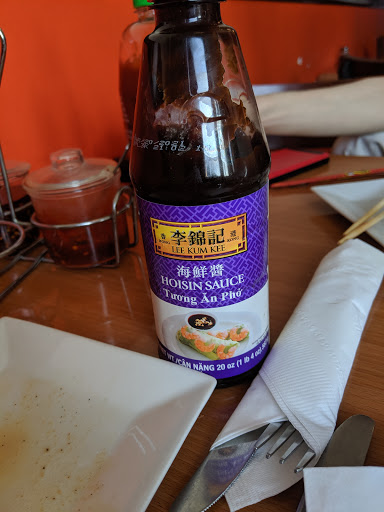 李錦記
LEE KUM KEE
海鮮醬
HOISIN SAUCE
Tương Ăn Phở
WT./CÂN NẶNG 20 oz (1 lb 4 oz)